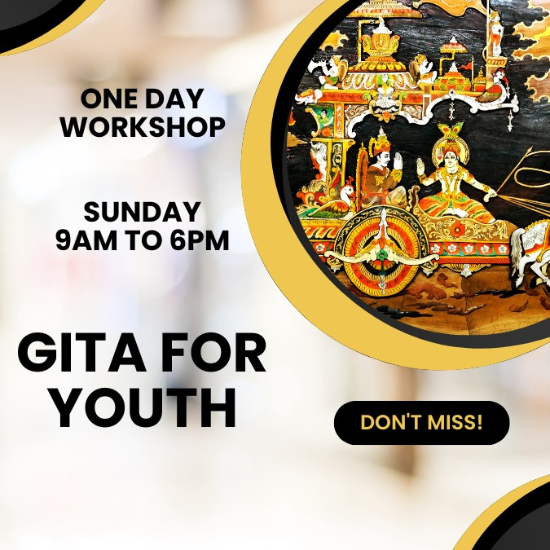 ONE DAY
WORKSHOP
SUNDAY
9AM TO 6PM
GITA FOR
YOUTH
DON'T MISS!